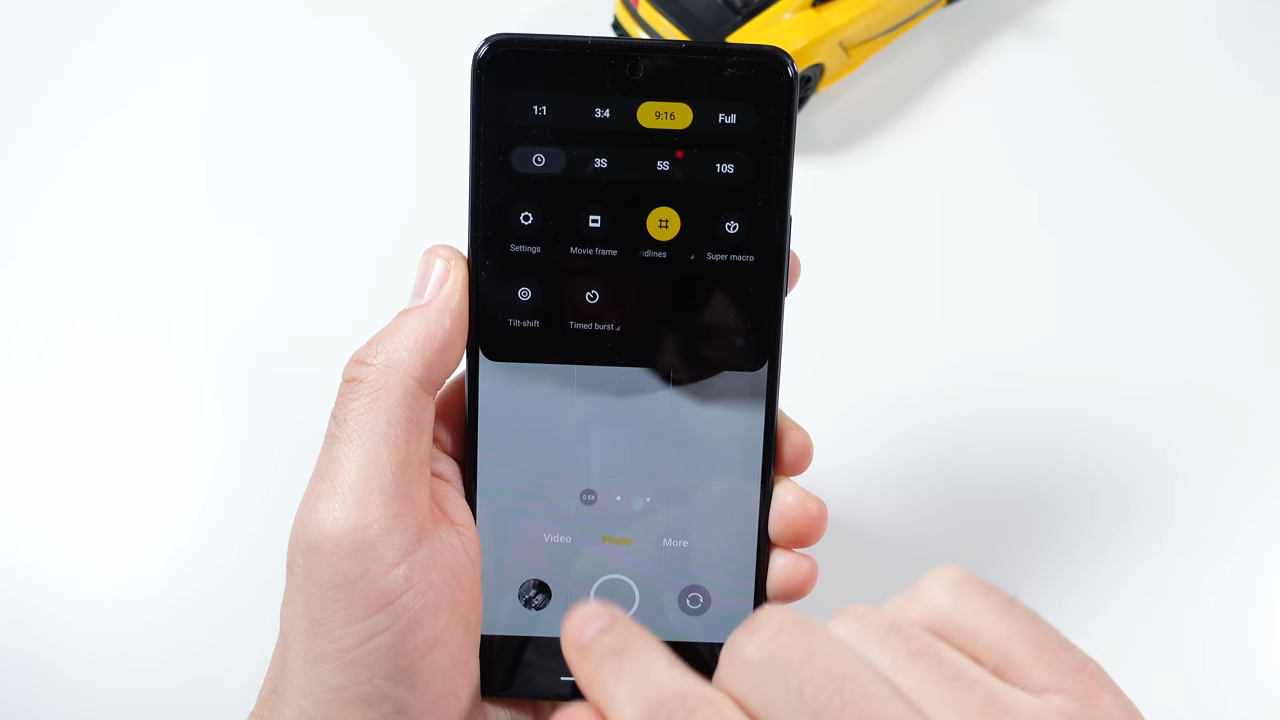 1:1 3:4 9:16 Full
3S 5S 10S
Settings Movie frame idlines Super macro
Tilt-shift Timed burst
0.6X
Video Photo More